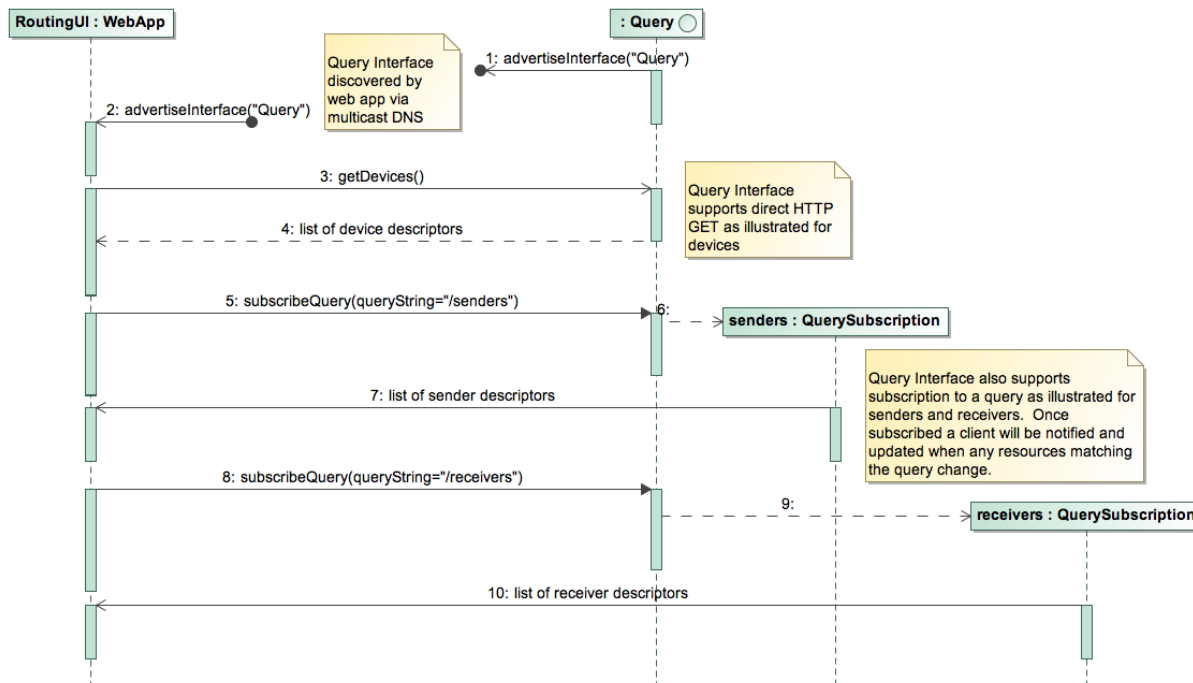 RoutingUI : WebApp
: Query
Query Interface
discovered by
web app via
multicast DNS
1: advertiseInterface("Query")
2: advertiseInterface("Query")
3: getDevices()
Query Interface
supports direct HTTP
GET as illustrated for
devices
4: list of device descriptors
5: subscribeQuery(queryString="/senders")
6:
senders : QuerySubscription
Query Interface also supports
subscription to a query as illustrated for
senders and receivers. Once
subscribed a client will be notified and
updated when any resources matching
the query change.
7: list of sender descriptors
8: subscribeQuery(queryString="/receivers")
9:
receivers : QuerySubscription
10: list of receiver descriptors